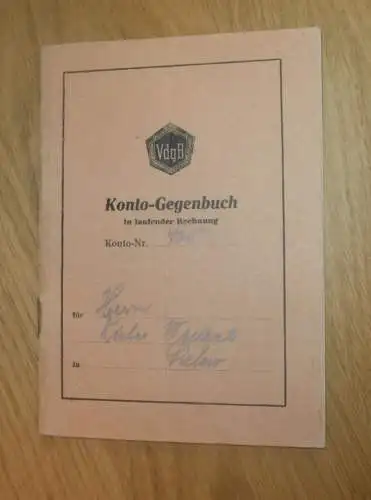 VdgB
Konto-Gegenbuch
in laufender Rechnung
Konto-Nr.
für Herrn
zu